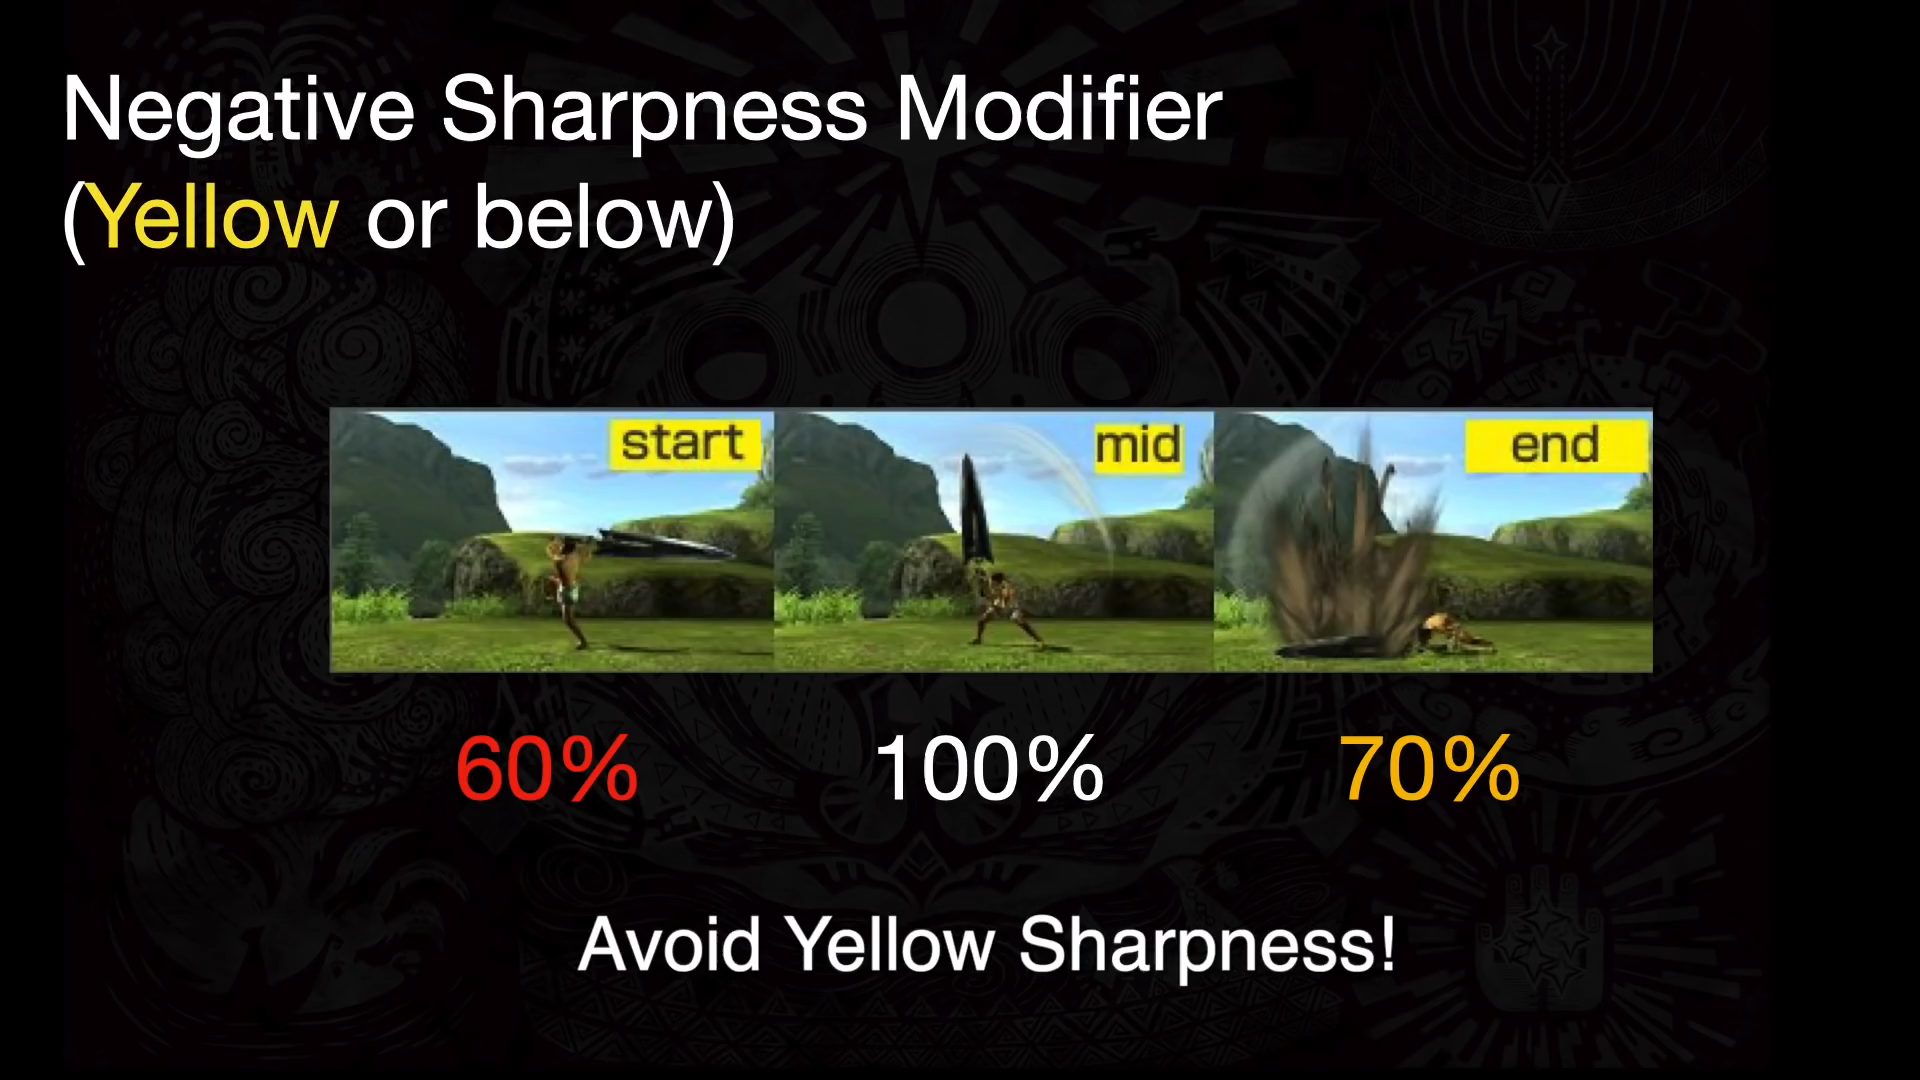 Negative Sharpness Modifier
(Yellow or below)
start
mid
end
60%
100%
70%
Avoid Yellow Sharpness!